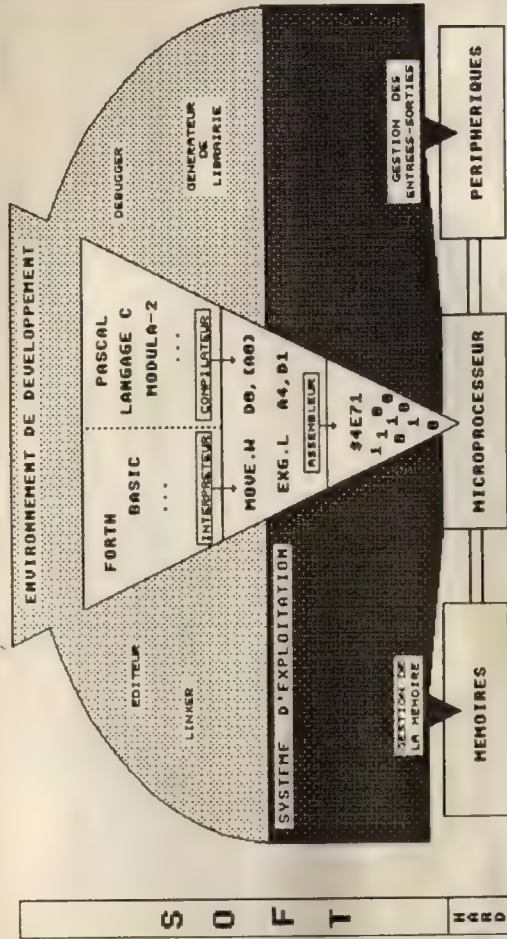 ENVIRONNEMENT DE DEVELOPPEMENT
EDITEUR
LINKER
DEBUGGER
GENERATEUR
DE
LIBRAIRIE
FORTH
BASIC
...
PASCAL
LANGAGE C
MODULA-2
...
INTERPRETEUR
COMPILATEUR
MOVE.W D0,(A0)
EXG.L A4,D1
ASSEMBLEUR
$4E71
1 1 0 0
1 1 0
0 1
0
SYSTEME D'EXPLOITATION
GESTION DE
LA MEMOIRE
GESTION DES
ENTREES-SORTIES
MEMOIRES
MICROPROCESSEUR
PERIPHERIQUES
SOFT
HARD